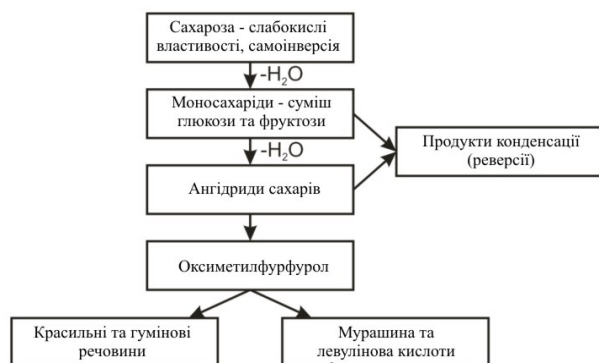 Сахароза - слабокислі
властивості, самоінверсія
-H₂O
Моносахариди - суміш
глюкози та фруктози
-H₂O
Продукти конденсації
(реверсії)
Ангідриди сахарів
Оксиметилфурфурол
Красильні та гумінові
речовини
Мурашина та
левулінова кислоти